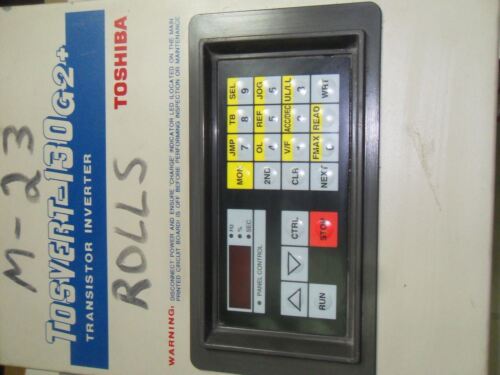 M-23
ROLLS
TOSVERT-130G2+
TRANSISTOR INVERTER
TOSHIBA
WARNING: DISCONNECT POWER AND ENSURE "CHARGE" INDICATOR LED (LOCATED ON THE MAIN
PRINTED CIRCUIT BOARD) IS OFF BEFORE PERFORMING INSPECTION OR MAINTENANCE
Hz
%
SEC
PANEL CONTROL
CTRL
RUN
STOP
MON
JMP
TB
SEL
7
8
9
2ND
OL
REF
JOG
4
5
CLR
V/F
ACC/DEC
UL/LL
3
NEXT
FMAX
READ
0
WRT